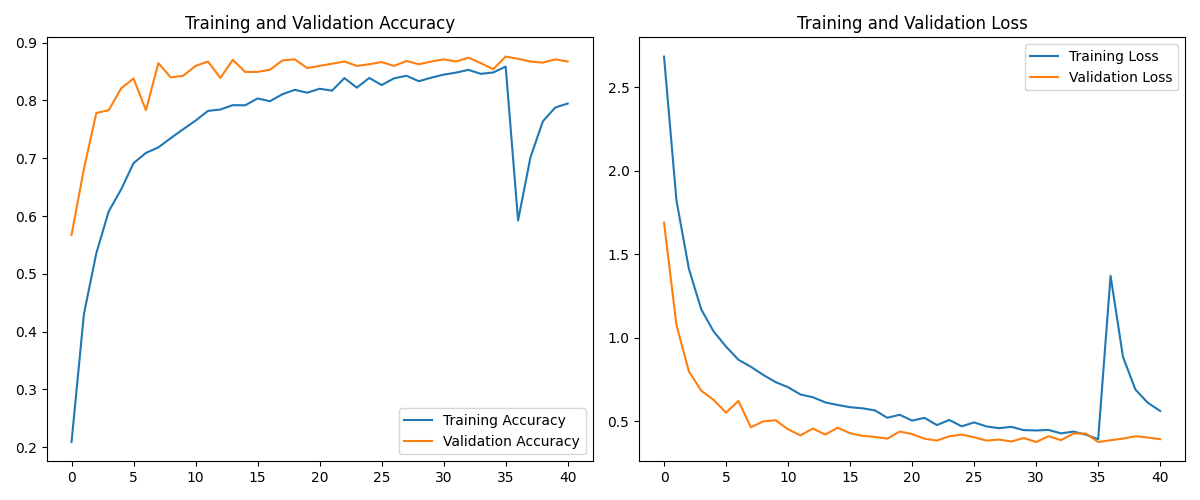 Training and Validation Accuracy
0.9
0.8
0.7
0.6
0.5
0.4
0.3
0.2
Training Accuracy
Validation Accuracy
0 5 10 15 20 25 30 35 40
Training and Validation Loss
Training Loss
Validation Loss
2.5
2.0
1.5
1.0
0.5
0 5 10 15 20 25 30 35 40